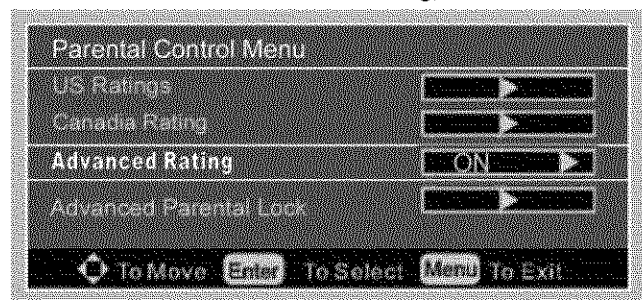 Parental Control Menu
US Ratings
Canadia Rating
Advanced Rating ON
Advanced Parental Lock
To Move Enter To Select Menu To Exit